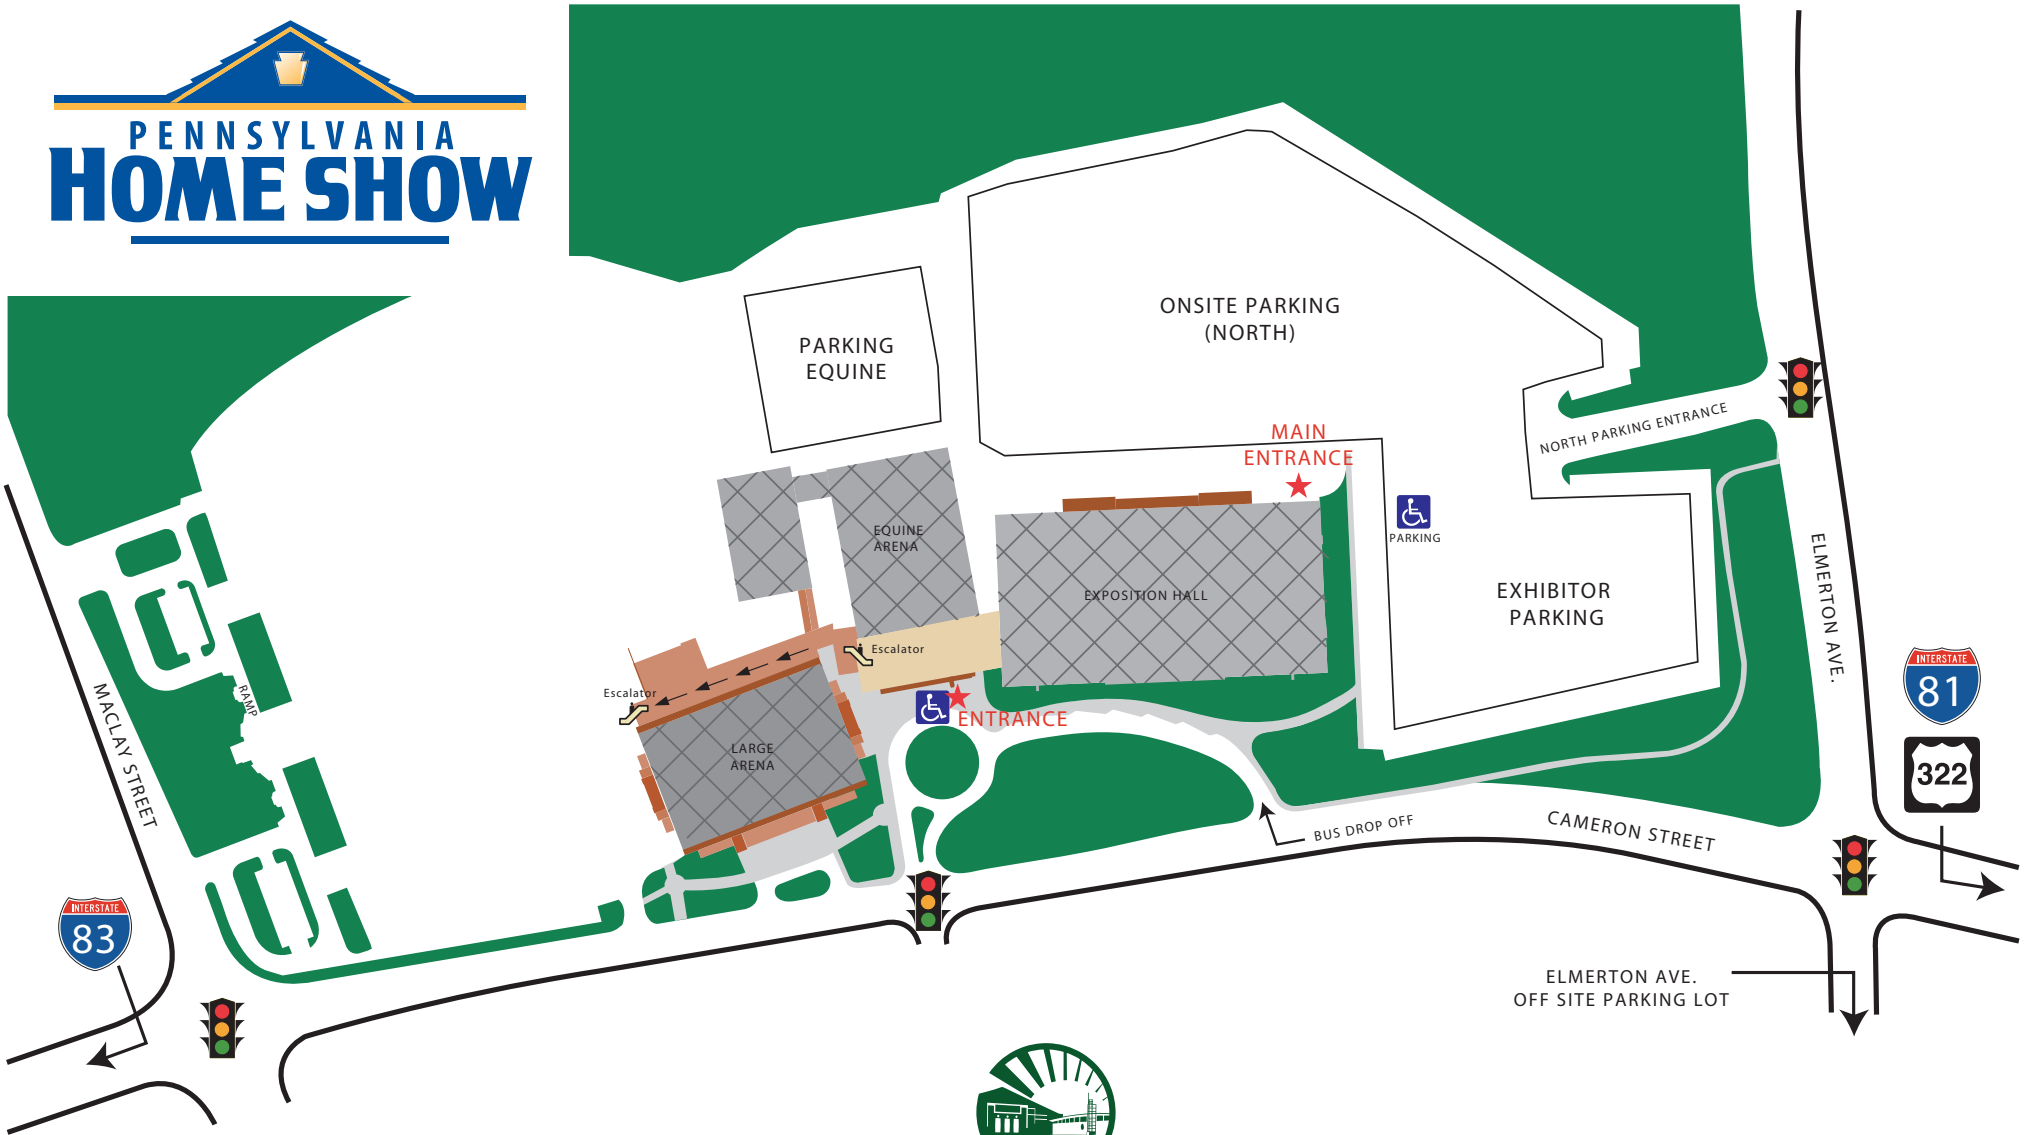 PENNSYLVANIA
HOME SHOW
ONSITE PARKING
(NORTH)
PARKING
EQUINE
MAIN
ENTRANCE
NORTH PARKING ENTRANCE
EQUINE
ARENA
PARKING
EXPOSITION HALL
EXHIBITOR
PARKING
ELMERTON AVE.
Escalator
Escalator
RAMP
MACLAY STREET
ENTRANCE
LARGE
ARENA
INTERSTATE
81
322
BUS DROP OFF
CAMERON STREET
INTERSTATE
83
ELMERTON AVE.
OFF SITE PARKING LOT